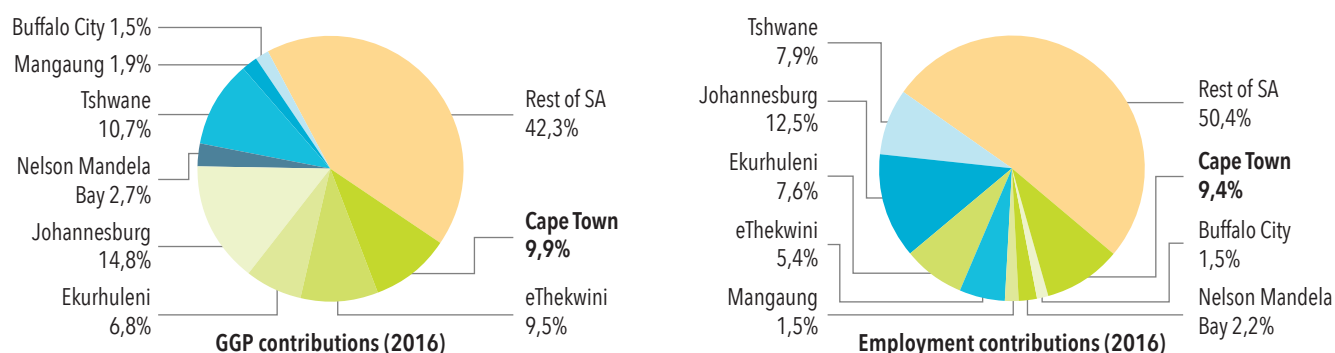 Buffalo City 1,5%
Mangaung 1,9%
Tshwane
10,7%
Nelson Mandela
Bay 2,7%
Johannesburg
14,8%
Ekurhuleni
6,8%
Rest of SA
42,3%
Cape Town
9,9%
eThekwini
9,5%
GGP contributions (2016)
Tshwane
7,9%
Johannesburg
12,5%
Ekurhuleni
7,6%
eThekwini
5,4%
Mangaung
1,5%
Rest of SA
50,4%
Cape Town
9,4%
Buffalo City
1,5%
Nelson Mandela
Bay 2,2%
Employment contributions (2016)